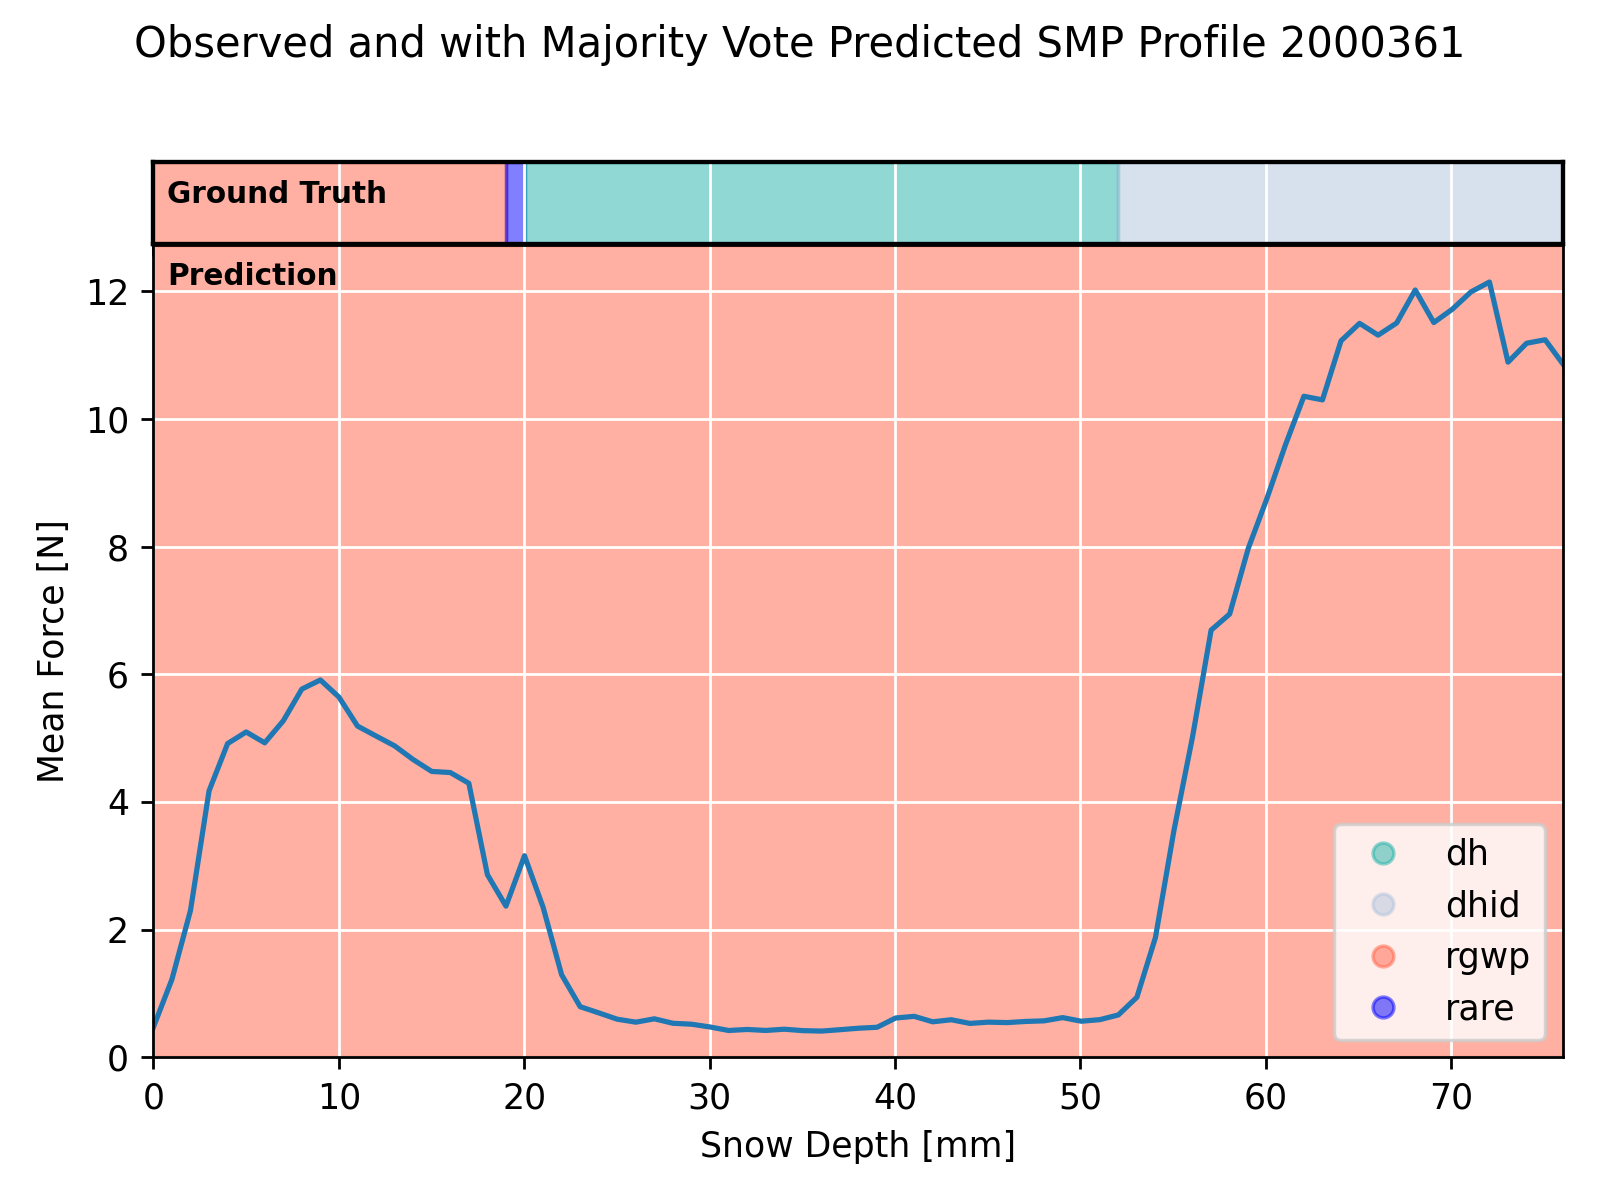 Observed and with Majority Vote Predicted SMP Profile 2000361
Ground Truth
Prediction
12
10
8
6
4
2
0
Mean Force [N]
dh
dhid
rgwp
rare
0 10 20 30 40 50 60 70
Snow Depth [mm]